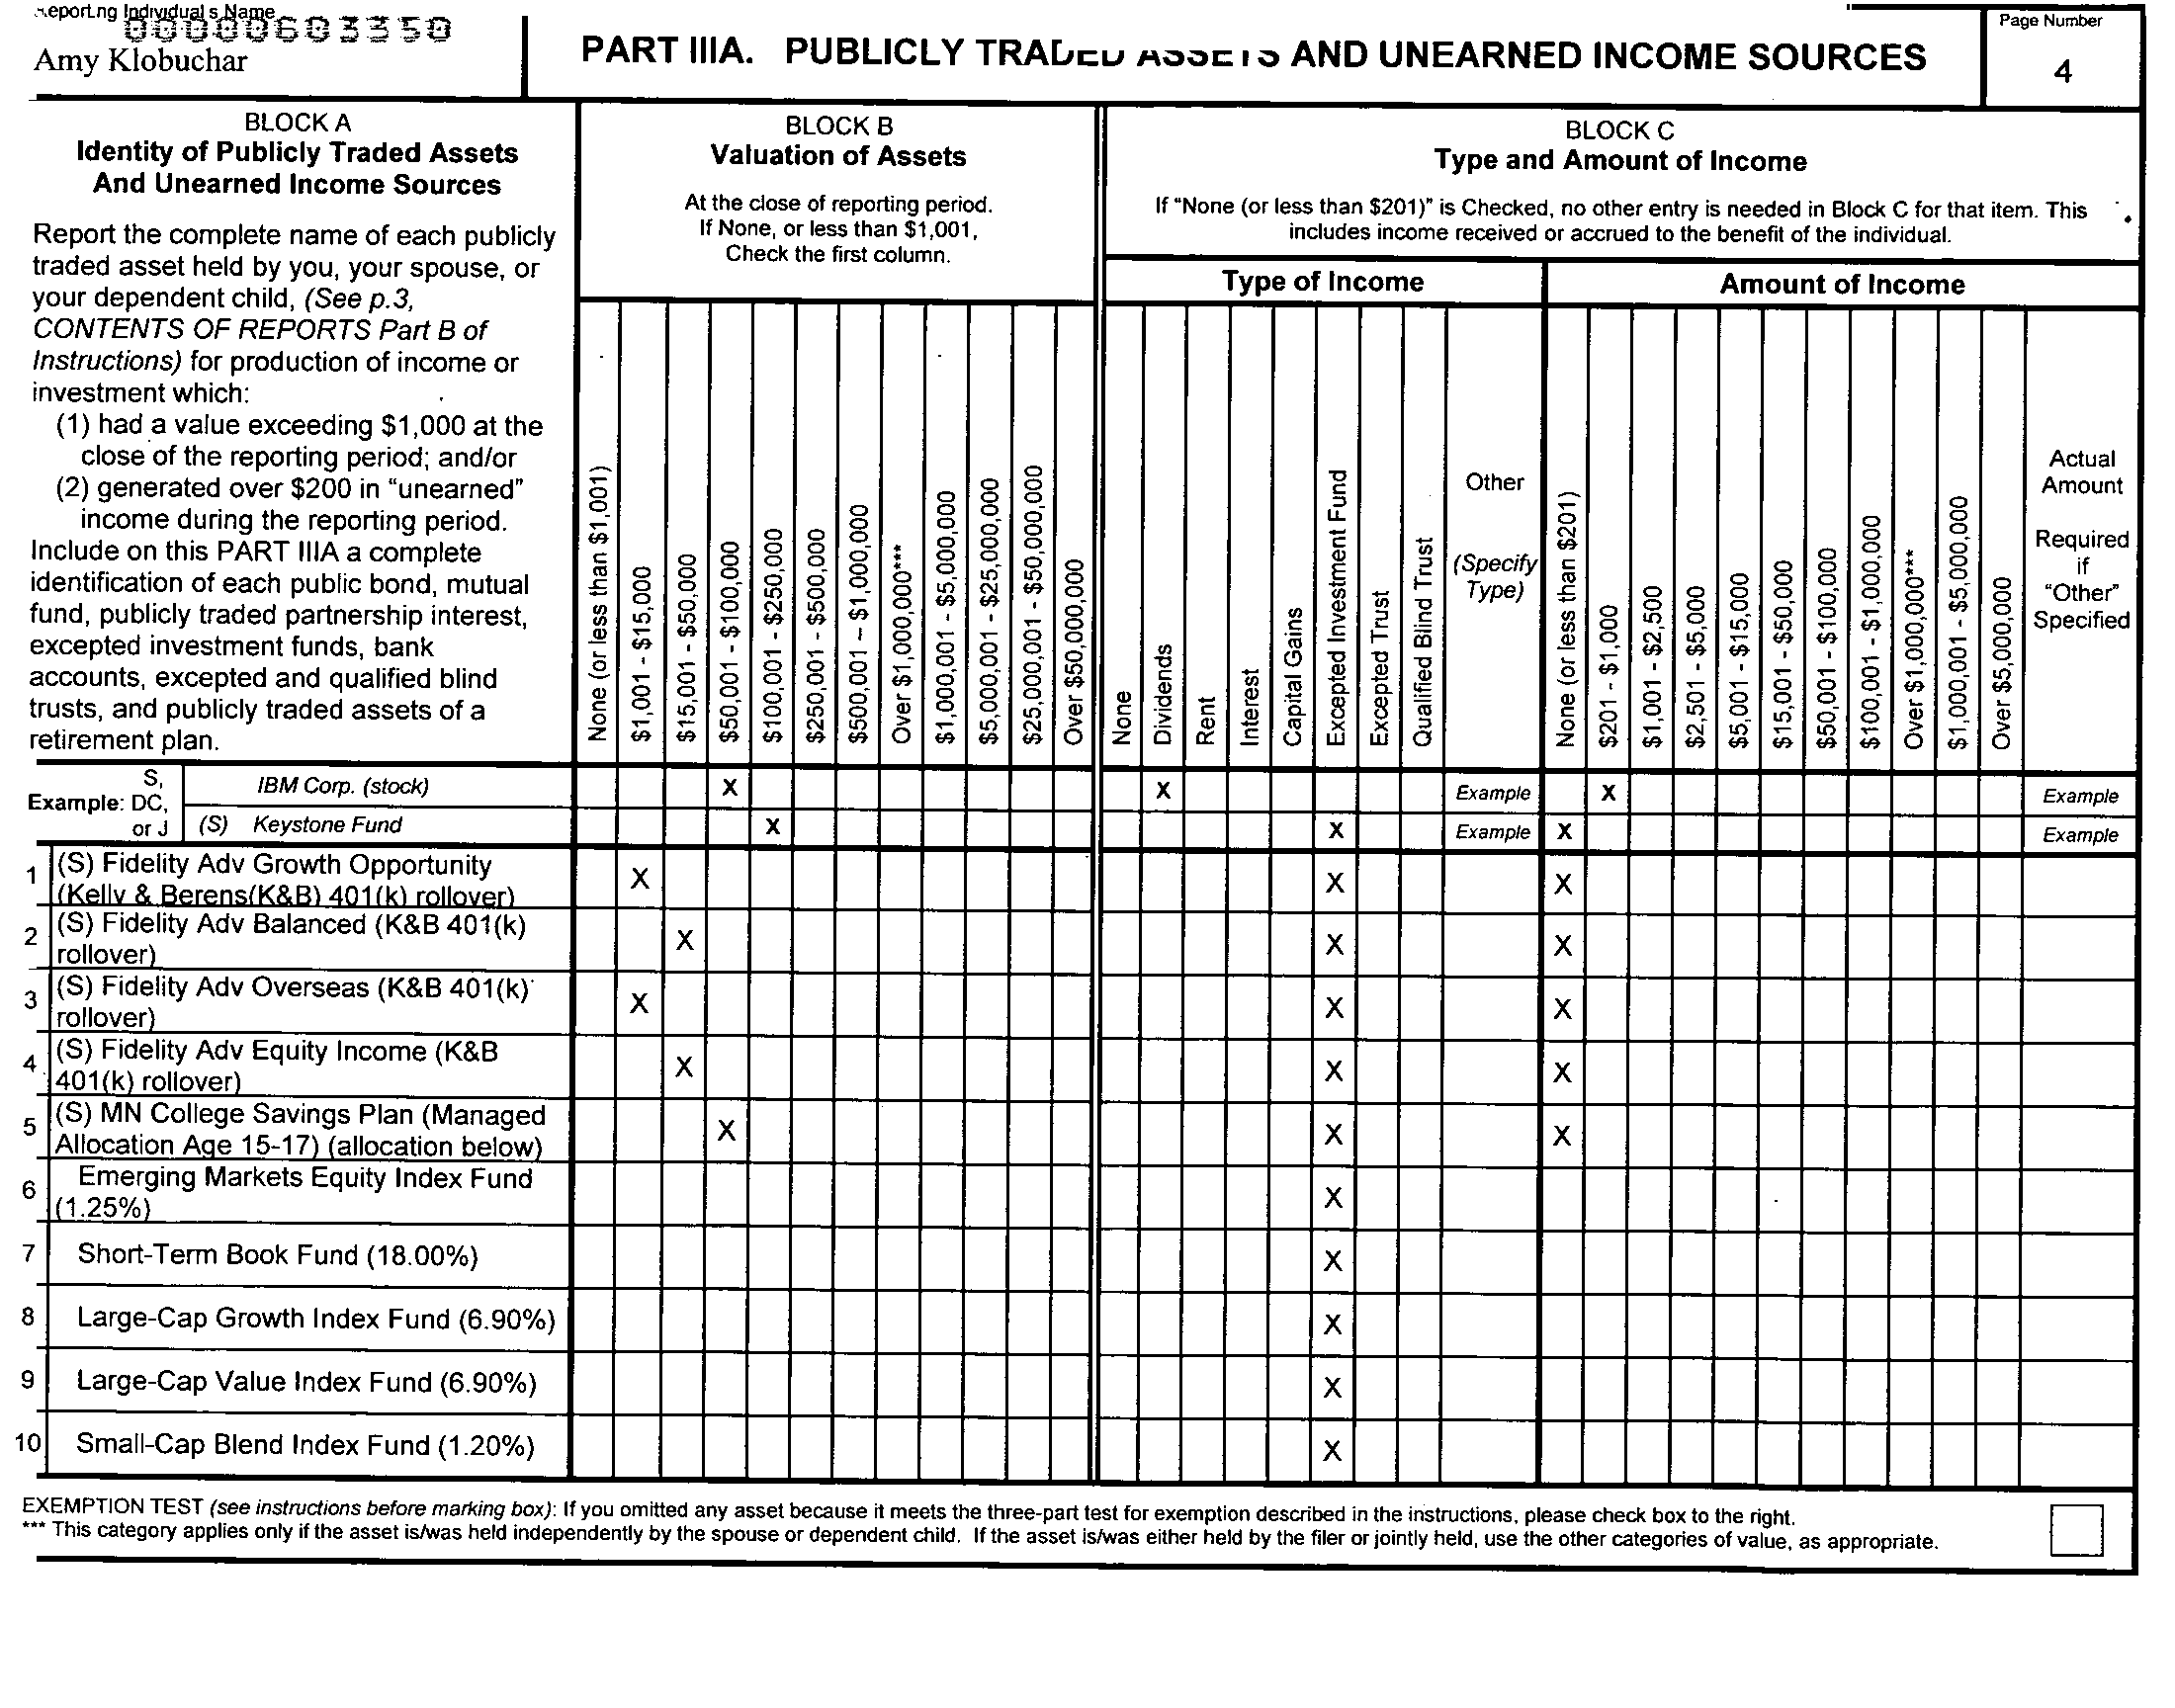 Reporting Individual's Name
00000603350
Amy Klobuchar
PART IIIA. PUBLICLY TRADED ASSETS AND UNEARNED INCOME SOURCES
Page Number
4
BLOCK A
Identity of Publicly Traded Assets
And Unearned Income Sources
Report the complete name of each publicly
traded asset held by you, your spouse, or
your dependent child, (See p.3,
CONTENTS OF REPORTS Part B of
Instructions) for production of income or
investment which:
(1) had a value exceeding $1,000 at the
close of the reporting period; and/or
(2) generated over $200 in "unearned"
income during the reporting period.
Include on this PART IIIA a complete
identification of each public bond, mutual
fund, publicly traded partnership interest,
excepted investment funds, bank
accounts, excepted and qualified blind
trusts, and publicly traded assets of a
retirement plan.
BLOCK B
Valuation of Assets
At the close of reporting period.
If None, or less than $1,001,
Check the first column.
None (or less than $1,001)
$1,001 - $15,000
$15,001 - $50,000
$50,001 - $100,000
$100,001 - $250,000
$250,001 - $500,000
$500,001 – $1,000,000
Over $1,000,000***
$1,000,001 - $5,000,000
$5,000,001 - $25,000,000
$25,000,001 - $50,000,000
Over $50,000,000
BLOCK C
Type and Amount of Income
If "None (or less than $201)" is Checked, no other entry is needed in Block C for that item. This
includes income received or accrued to the benefit of the individual.
Type of Income
None
Dividends
Rent
Interest
Capital Gains
Excepted Investment Fund
Excepted Trust
Qualified Blind Trust
Other
(Specify
Type)
Amount of Income
None (or less than $201)
$201 - $1,000
$1,001 - $2,500
$2,501 - $5,000
$5,001 - $15,000
$15,001 - $50,000
$50,001 - $100,000
$100,001 - $1,000,000
Over $1,000,000***
$1,000,001 - $5,000,000
Over $5,000,000
Actual
Amount
Required
if
"Other"
Specified
Example:
S,
DC,
or J
IBM Corp. (stock) X X Example X Example
(S) Keystone Fund X X Example X Example
1 (S) Fidelity Adv Growth Opportunity
(Kelly & Berens(K&B) 401(k) rollover) X X X
2 (S) Fidelity Adv Balanced (K&B 401(k)
rollover) X X X
3 (S) Fidelity Adv Overseas (K&B 401(k)
rollover) X X X
4 (S) Fidelity Adv Equity Income (K&B
401(k) rollover) X X X
5 (S) MN College Savings Plan (Managed
Allocation Age 15-17) (allocation below) X X X
6 Emerging Markets Equity Index Fund
(1.25%) X
7 Short-Term Book Fund (18.00%) X
8 Large-Cap Growth Index Fund (6.90%) X
9 Large-Cap Value Index Fund (6.90%) X
10 Small-Cap Blend Index Fund (1.20%) X
EXEMPTION TEST (see instructions before marking box): If you omitted any asset because it meets the three-part test for exemption described in the instructions, please check box to the right.
*** This category applies only if the asset is/was held independently by the spouse or dependent child. If the asset is/was either held by the filer or jointly held, use the other categories of value, as appropriate.